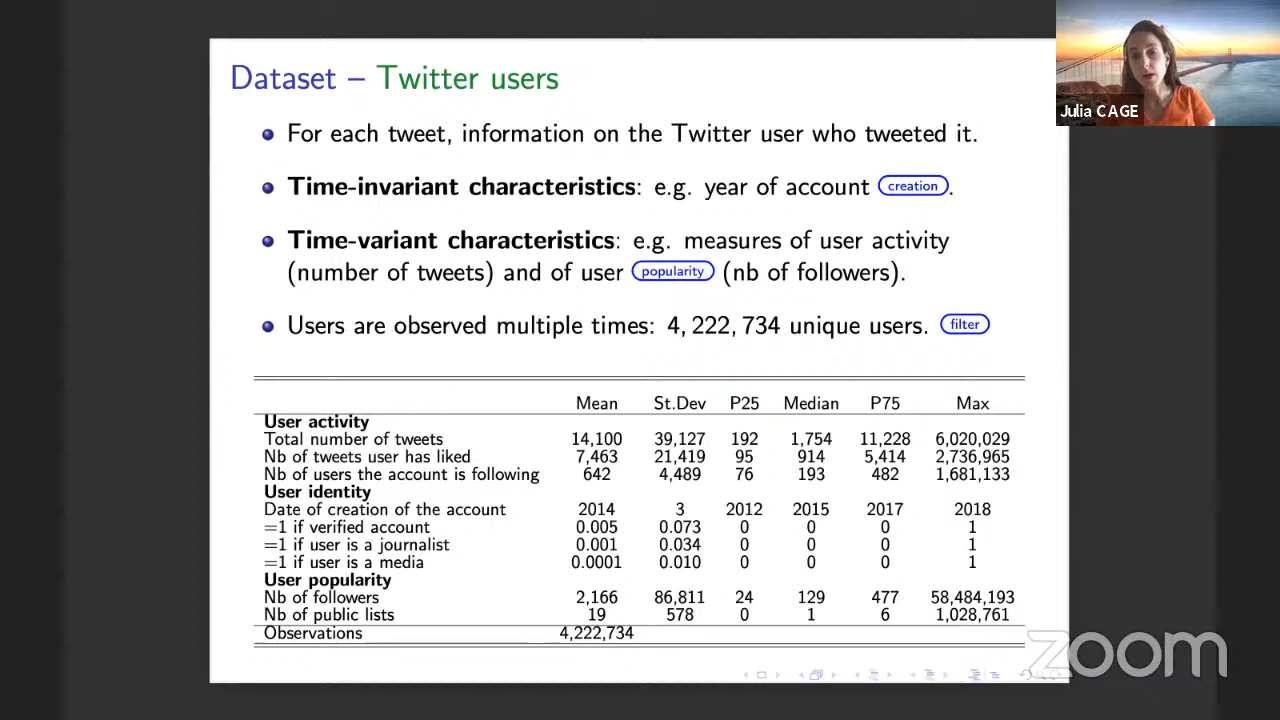 Dataset – Twitter users
Julia CAGE
For each tweet, information on the Twitter user who tweeted it.
Time-invariant characteristics: e.g. year of account creation.
Time-variant characteristics: e.g. measures of user activity
(number of tweets) and of user popularity (nb of followers).
Users are observed multiple times: 4, 222, 734 unique users. filter
Mean St.Dev P25 Median P75 Max
User activity
Total number of tweets 14,100 39,127 192 1,754 11,228 6,020,029
Nb of tweets user has liked 7,463 21,419 95 914 5,414 2,736,965
Nb of users the account is following 642 4,489 76 193 482 1,681,133
User identity
Date of creation of the account 2014 3 2012 2015 2017 2018
=1 if verified account 0.005 0.073 0 0 0 1
=1 if user is a journalist 0.001 0.034 0 0 0 1
=1 if user is a media 0.0001 0.010 0 0 0 1
User popularity
Nb of followers 2,166 86,811 24 129 477 58,484,193
Nb of public lists 19 578 0 1 6 1,028,761
Observations 4,222,734
zoom